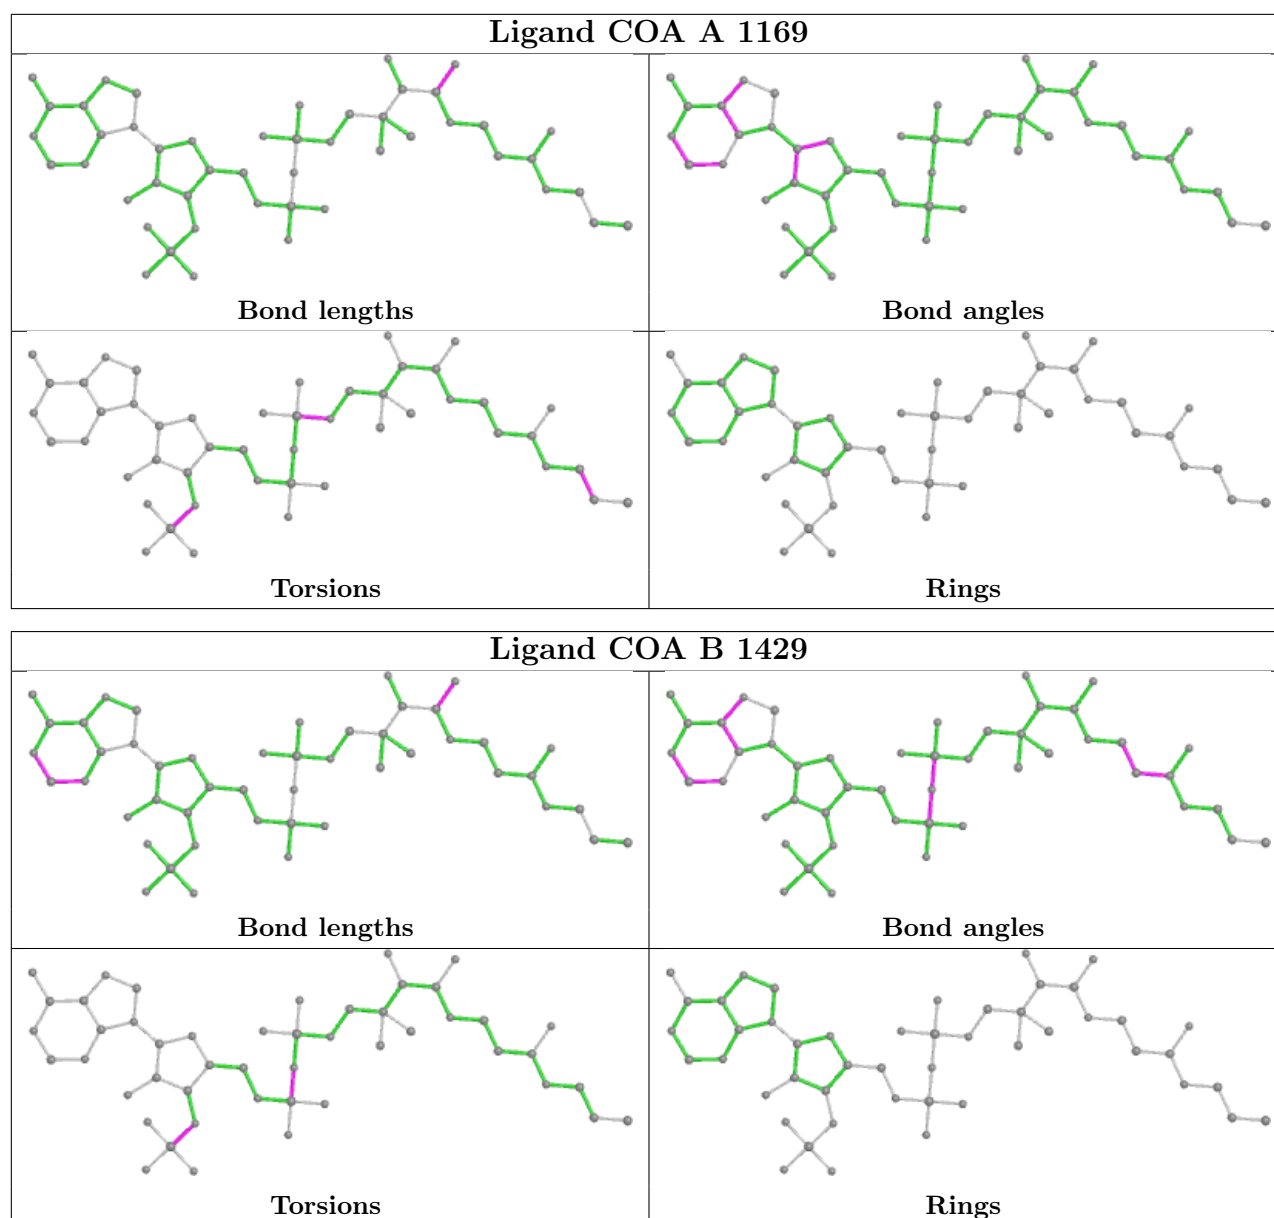 Ligand COA A 1169
Bond lengths
Bond angles
Torsions
Rings
Ligand COA B 1429
Bond lengths
Bond angles
Torsions
Rings